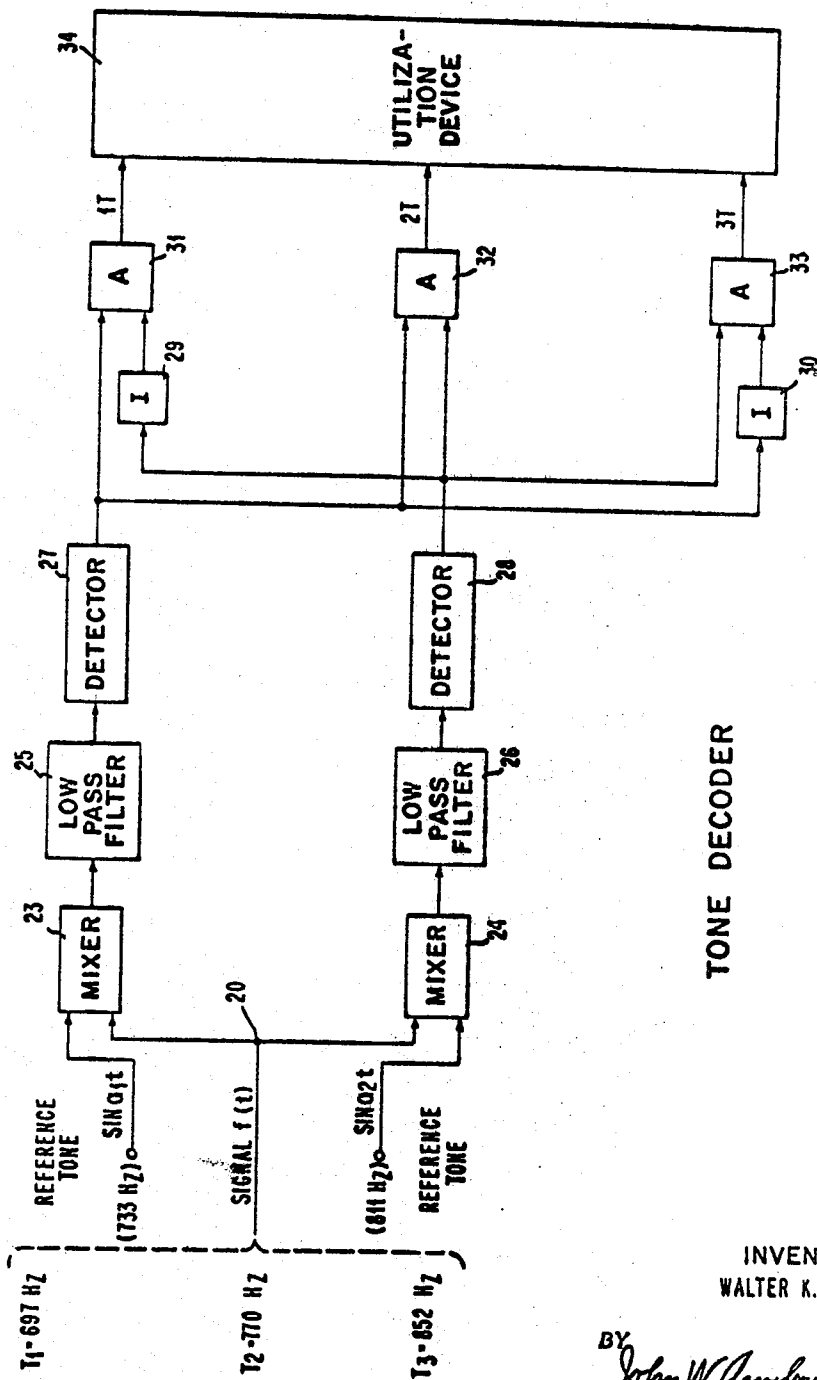 T1=697 HZ
T2=770 HZ
T3=852 HZ
REFERENCE
TONE
SIN a1t
(733 HZ)
SIGNAL f(t)
20
SIN a2t
(811 HZ)
REFERENCE
TONE
23
MIXER
25
LOW
PASS
FILTER
27
DETECTOR
24
MIXER
26
LOW
PASS
FILTER
28
DETECTOR
I
29
A
31
1T
A
32
2T
I
30
A
33
3T
34
UTILIZA-
TION
DEVICE
TONE DECODER
INVEN
WALTER K.
BY
John W.